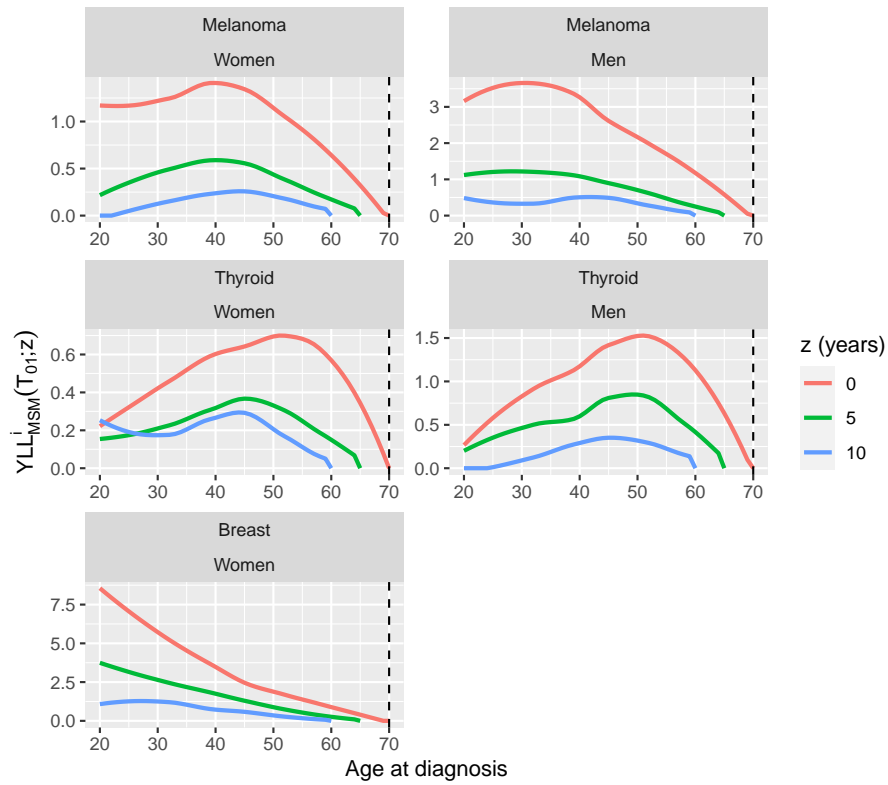 Melanoma
Women
Melanoma
Men
1.0
0.5
0.0
20 30 40 50 60 70
3
2
1
0
20 30 40 50 60 70
Thyroid
Women
Thyroid
Men
0.6
0.4
0.2
0.0
20 30 40 50 60 70
1.5
1.0
0.5
0.0
20 30 40 50 60 70
Breast
Women
7.5
5.0
2.5
0.0
20 30 40 50 60 70
YLL^i_MSM(T_01;z)
Age at diagnosis
z (years)
0
5
10